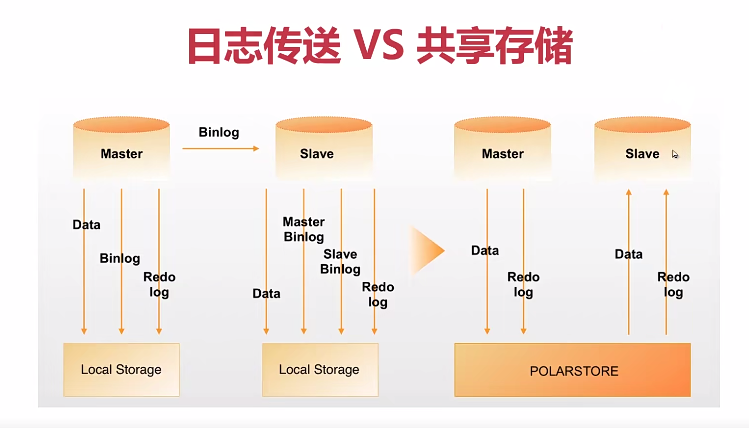 日志传送 VS 共享存储
Binlog
Master
Slave
Master
Slave
Data
Binlog
Redo
log
Data
Master
Binlog
Slave
Binlog
Redo
log
Data
Redo
log
Data
Redo
log
Local Storage
Local Storage
POLARSTORE